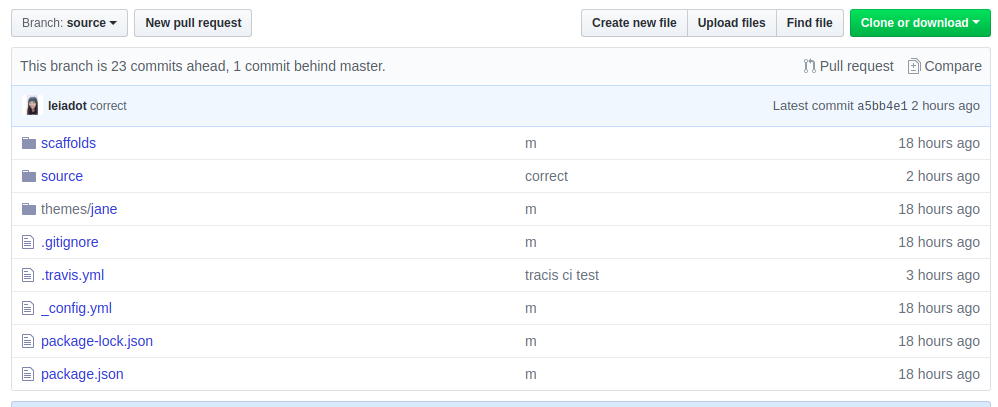 Branch: source New pull request Create new file Upload files Find file Clone or download
This branch is 23 commits ahead, 1 commit behind master. Pull request Compare
leiadot correct Latest commit a5bb4e1 2 hours ago
scaffolds m 18 hours ago
source correct 2 hours ago
themes/jane m 18 hours ago
.gitignore m 18 hours ago
.travis.yml tracis ci test 3 hours ago
_config.yml m 18 hours ago
package-lock.json m 18 hours ago
package.json m 18 hours ago